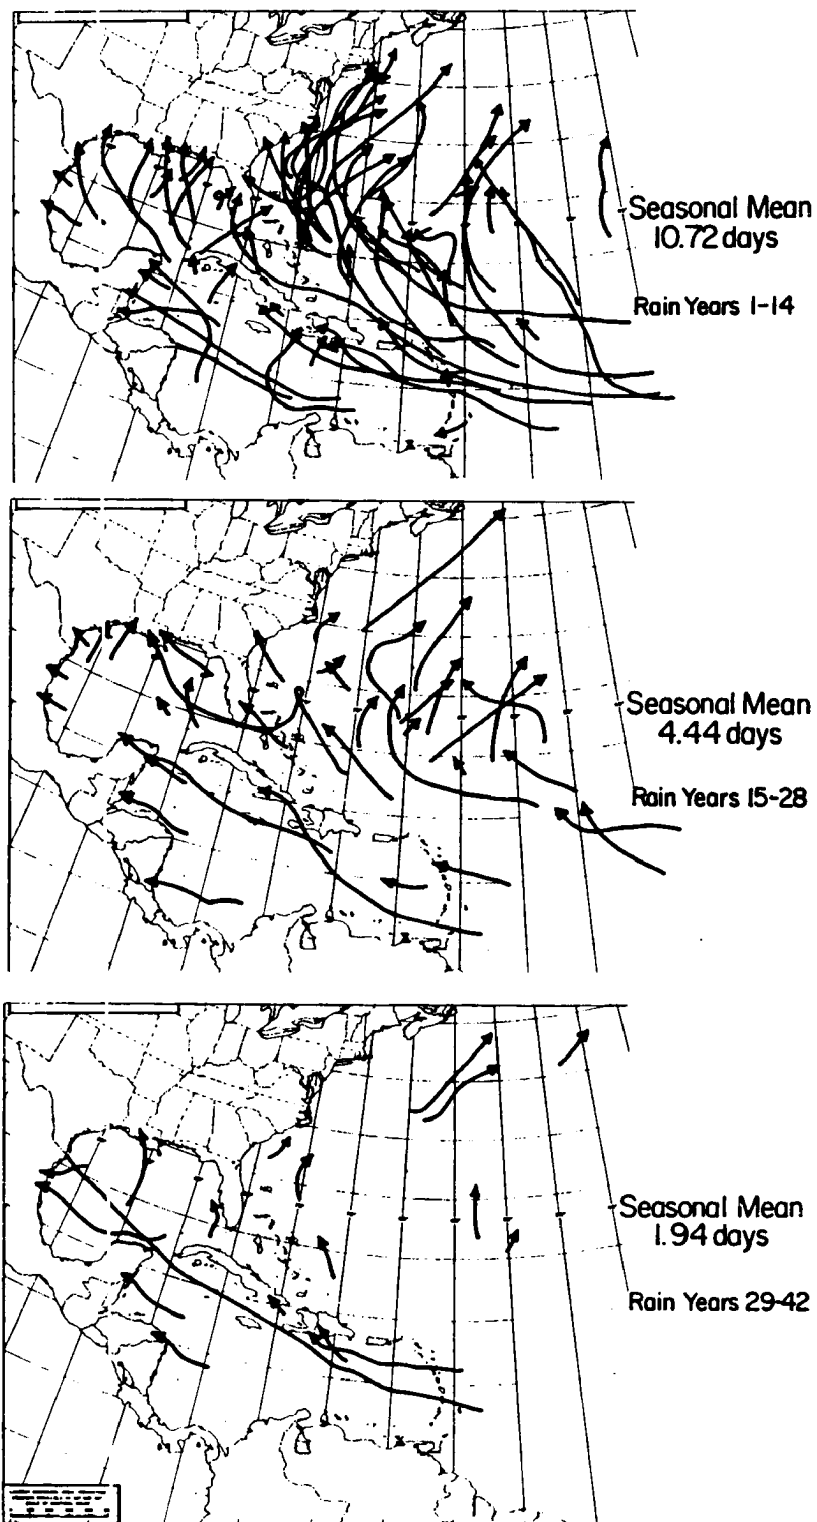 Seasonal Mean
10.72 days
Rain Years 1-14
Seasonal Mean
4.44 days
Rain Years 15-28
Seasonal Mean
1.94 days
Rain Years 29-42